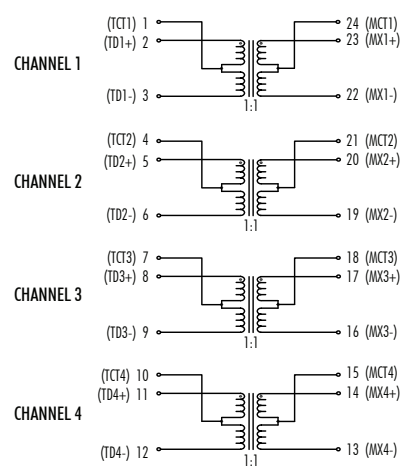 (TCT1) 1 24 (MCT1)
(TD1+) 2 23 (MX1+)
CHANNEL 1
(TD1-) 3 22 (MX1-)
1:1
(TCT2) 4 21 (MCT2)
(TD2+) 5 20 (MX2+)
CHANNEL 2
(TD2-) 6 19 (MX2-)
1:1
(TCT3) 7 18 (MCT3)
(TD3+) 8 17 (MX3+)
CHANNEL 3
(TD3-) 9 16 (MX3-)
1:1
(TCT4) 10 15 (MCT4)
(TD4+) 11 14 (MX4+)
CHANNEL 4
(TD4-) 12 13 (MX4-)
1:1